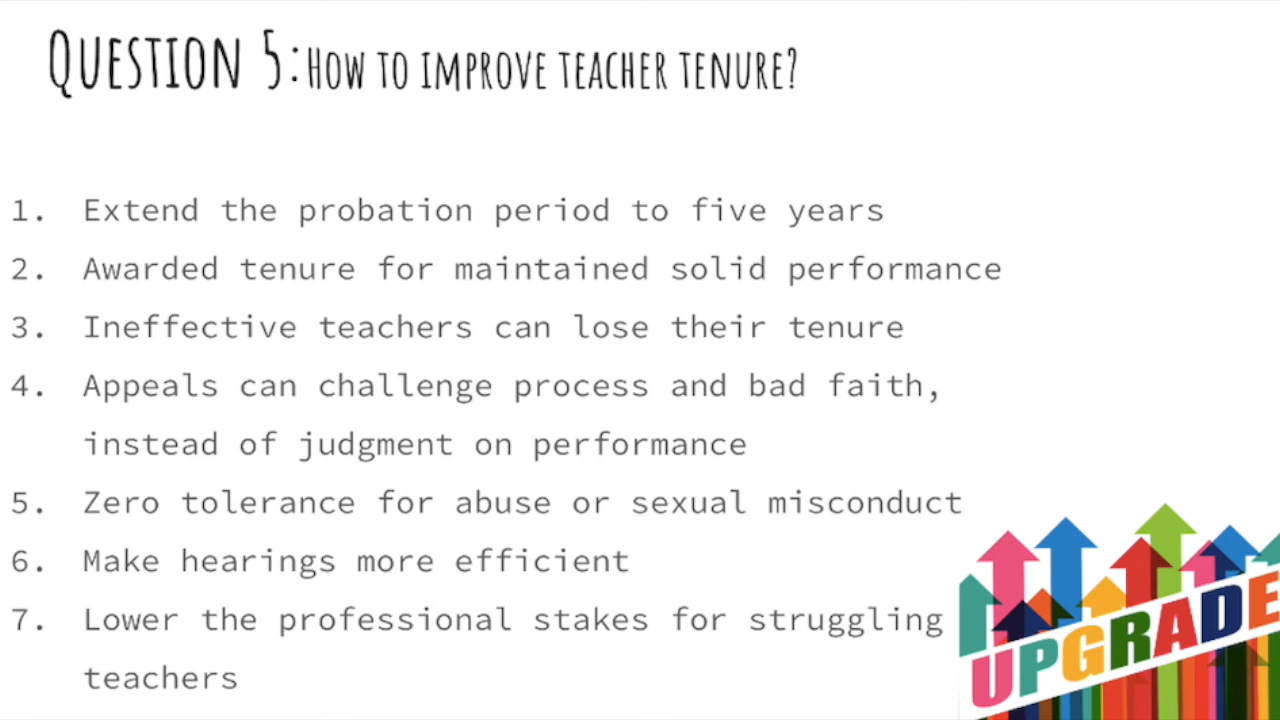 QUESTION 5: HOW TO IMPROVE TEACHER TENURE?
1. Extend the probation period to five years
2. Awarded tenure for maintained solid performance
3. Ineffective teachers can lose their tenure
4. Appeals can challenge process and bad faith,
instead of judgment on performance
5. Zero tolerance for abuse or sexual misconduct
6. Make hearings more efficient
7. Lower the professional stakes for struggling
teachers
UPGRADE